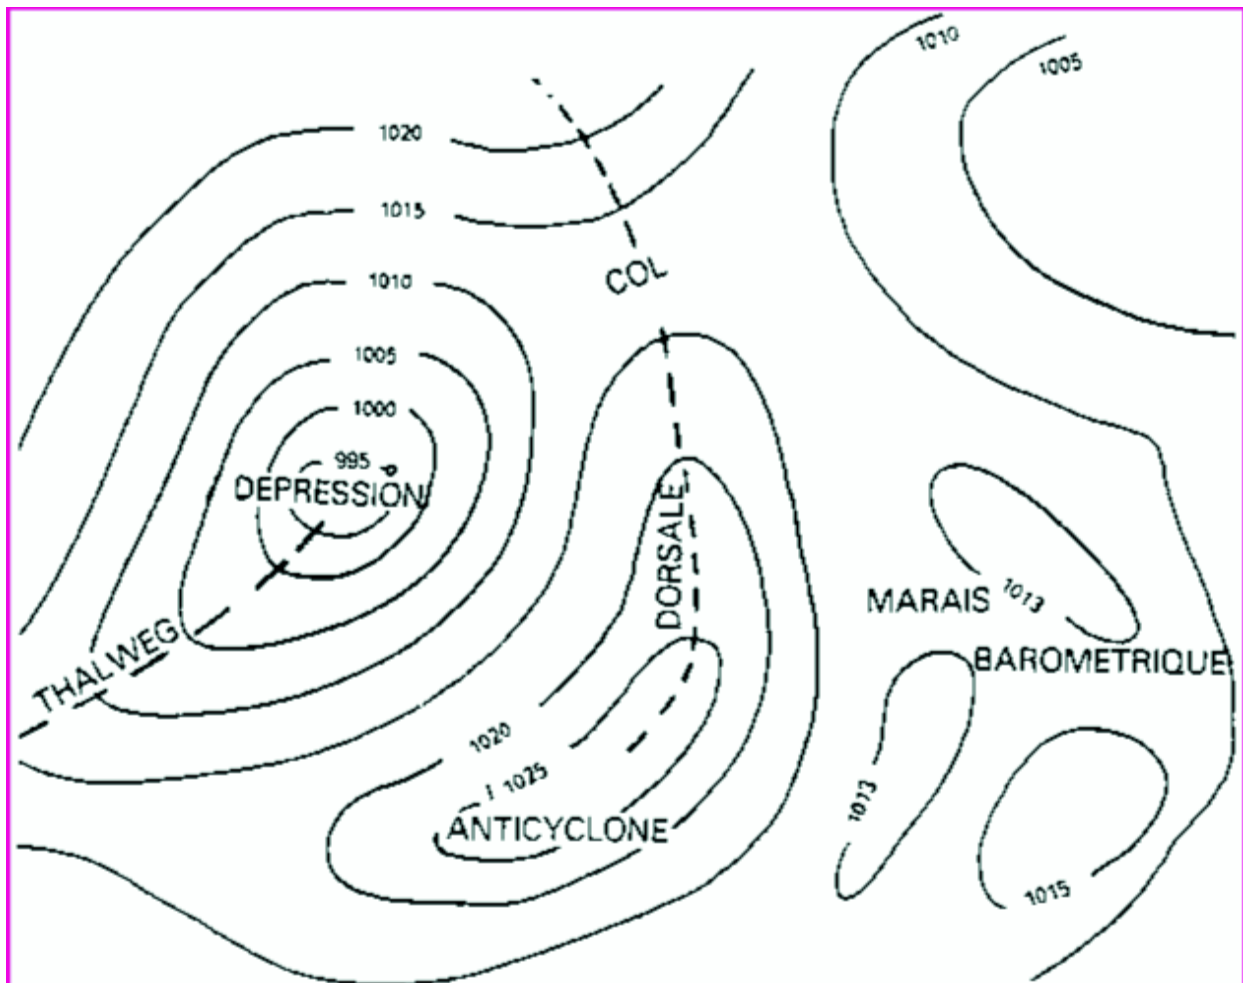 1010
1005
1020
1015
COL
1010
1005
1000
995
DEPRESSION
DORSALE
MARAIS
1013
THALWEG
BAROMETRIQUE
1020
1025
1013
ANTICYCLONE
1015